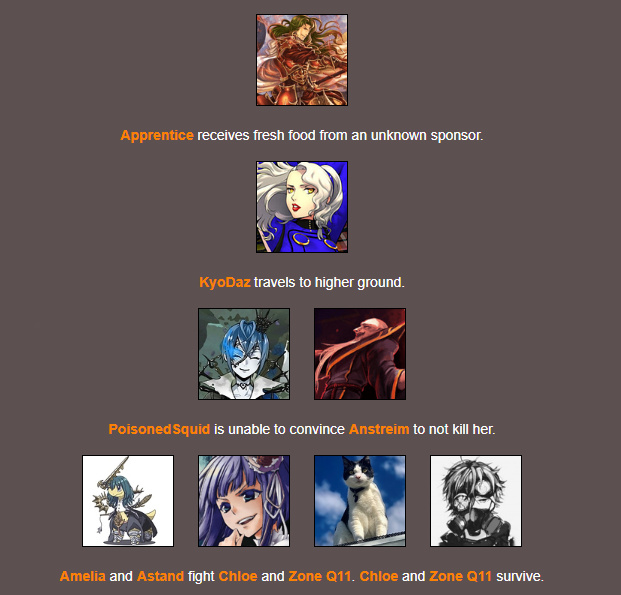 Apprentice receives fresh food from an unknown sponsor.
KyoDaz travels to higher ground.
PoisonedSquid is unable to convince Anstreim to not kill her.
Amelia and Astand fight Chloe and Zone Q11. Chloe and Zone Q11 survive.